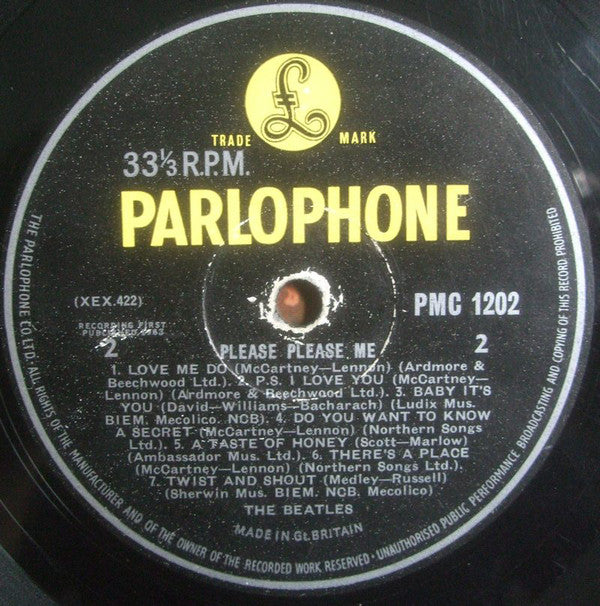 £
TRADE MARK
33⅓ R.P.M.
PARLOPHONE
(XEX.422)
PMC 1202
RECORDING FIRST
PUBLISHED 1963
2 PLEASE PLEASE ME 2
1. LOVE ME DO (McCartney—Lennon) (Ardmore &
Beechwood Ltd.). 2. P.S. I LOVE YOU (McCartney—
Lennon) (Ardmore & Beechwood Ltd.). 3. BABY IT'S
YOU (David—Williams—Bacharach) (Ludix Mus.
BIEM. Mecolico. NCB). 4. DO YOU WANT TO KNOW
A SECRET (McCartney—Lennon) (Northern Songs
Ltd.). 5. A TASTE OF HONEY (Scott—Marlow)
(Ambassador Mus. Ltd.). 6. THERE'S A PLACE
(McCartney—Lennon) (Northern Songs Ltd.).
7. TWIST AND SHOUT (Medley—Russell)
(Sherwin Mus. BIEM. NCB. Mecolico)
THE BEATLES
MADE IN GT. BRITAIN
THE PARLOPHONE CO. LTD. ALL RIGHTS OF THE MANUFACTURER AND OF THE OWNER OF THE RECORDED WORK RESERVED · UNAUTHORISED PUBLIC PERFORMANCE BROADCASTING AND COPYING OF THIS RECORD PROHIBITED